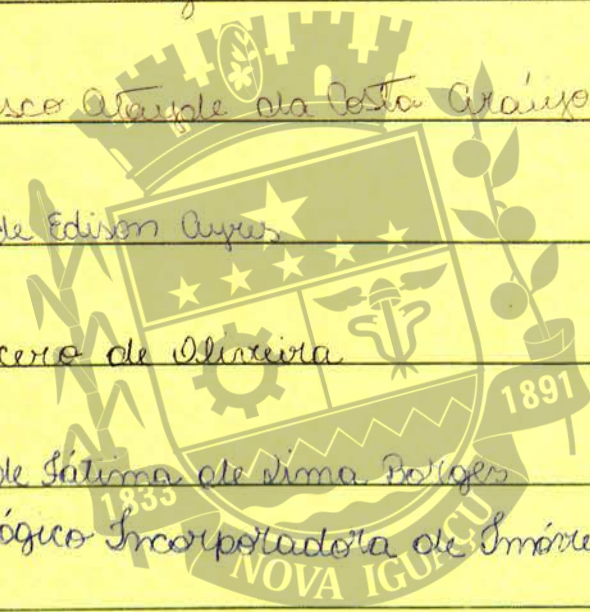 sco Atayde da Costa Araújo
de Edison Ayres
cero de Oliveira
de Fátima de Lima Borges
ógico Incorporadora de Imóve
1833
1891
NOVA IGUAÇU